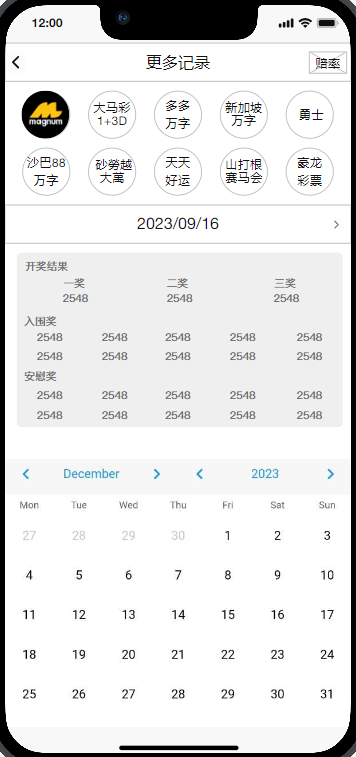 12:00
更多记录 赔率
magnum 大马彩 多多 新加坡 勇士
1+3D 万字 万字
沙巴88 砂勞越 天天 山打根 豪龙
万字 大萬 好运 赛马会 彩票
2023/09/16
开奖结果
一奖 二奖 三奖
2548 2548 2548
入围奖
2548 2548 2548 2548 2548
2548 2548 2548 2548 2548
安慰奖
2548 2548 2548 2548 2548
2548 2548 2548 2548 2548
December 2023
Mon Tue Wed Thu Fri Sat Sun
27 28 29 30 1 2 3
4 5 6 7 8 9 10
11 12 13 14 15 16 17
18 19 20 21 22 23 24
25 26 27 28 29 30 31